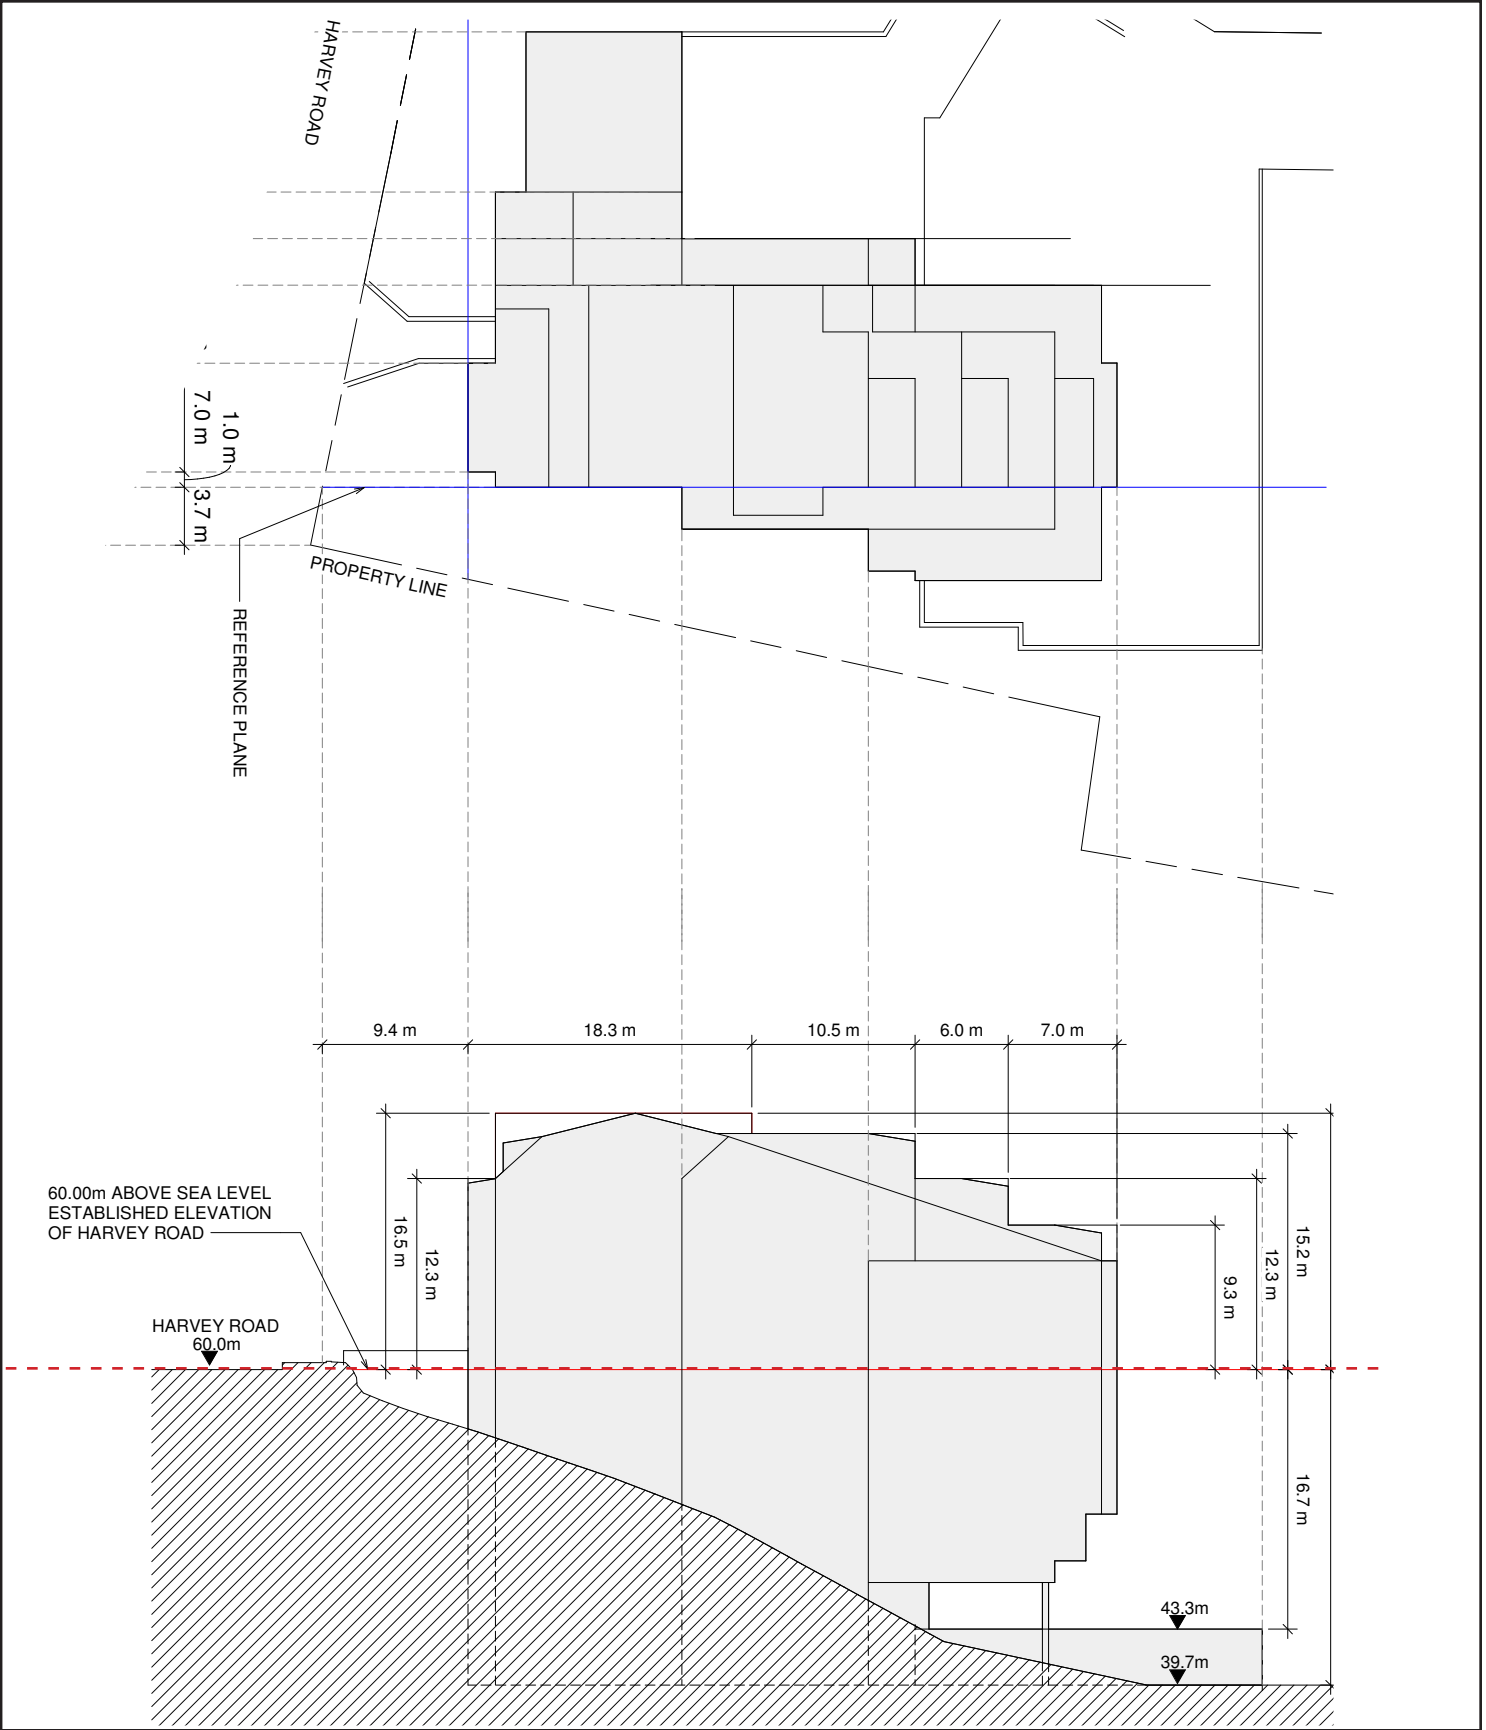 HARVEY ROAD
1.0 m
7.0 m
3.7 m
PROPERTY LINE
REFERENCE PLANE
9.4 m
18.3 m
10.5 m
6.0 m
7.0 m
60.00m ABOVE SEA LEVEL
ESTABLISHED ELEVATION
OF HARVEY ROAD
16.5 m
12.3 m
15.2 m
12.3 m
9.3 m
HARVEY ROAD
60.0m
16.7 m
43.3m
39.7m